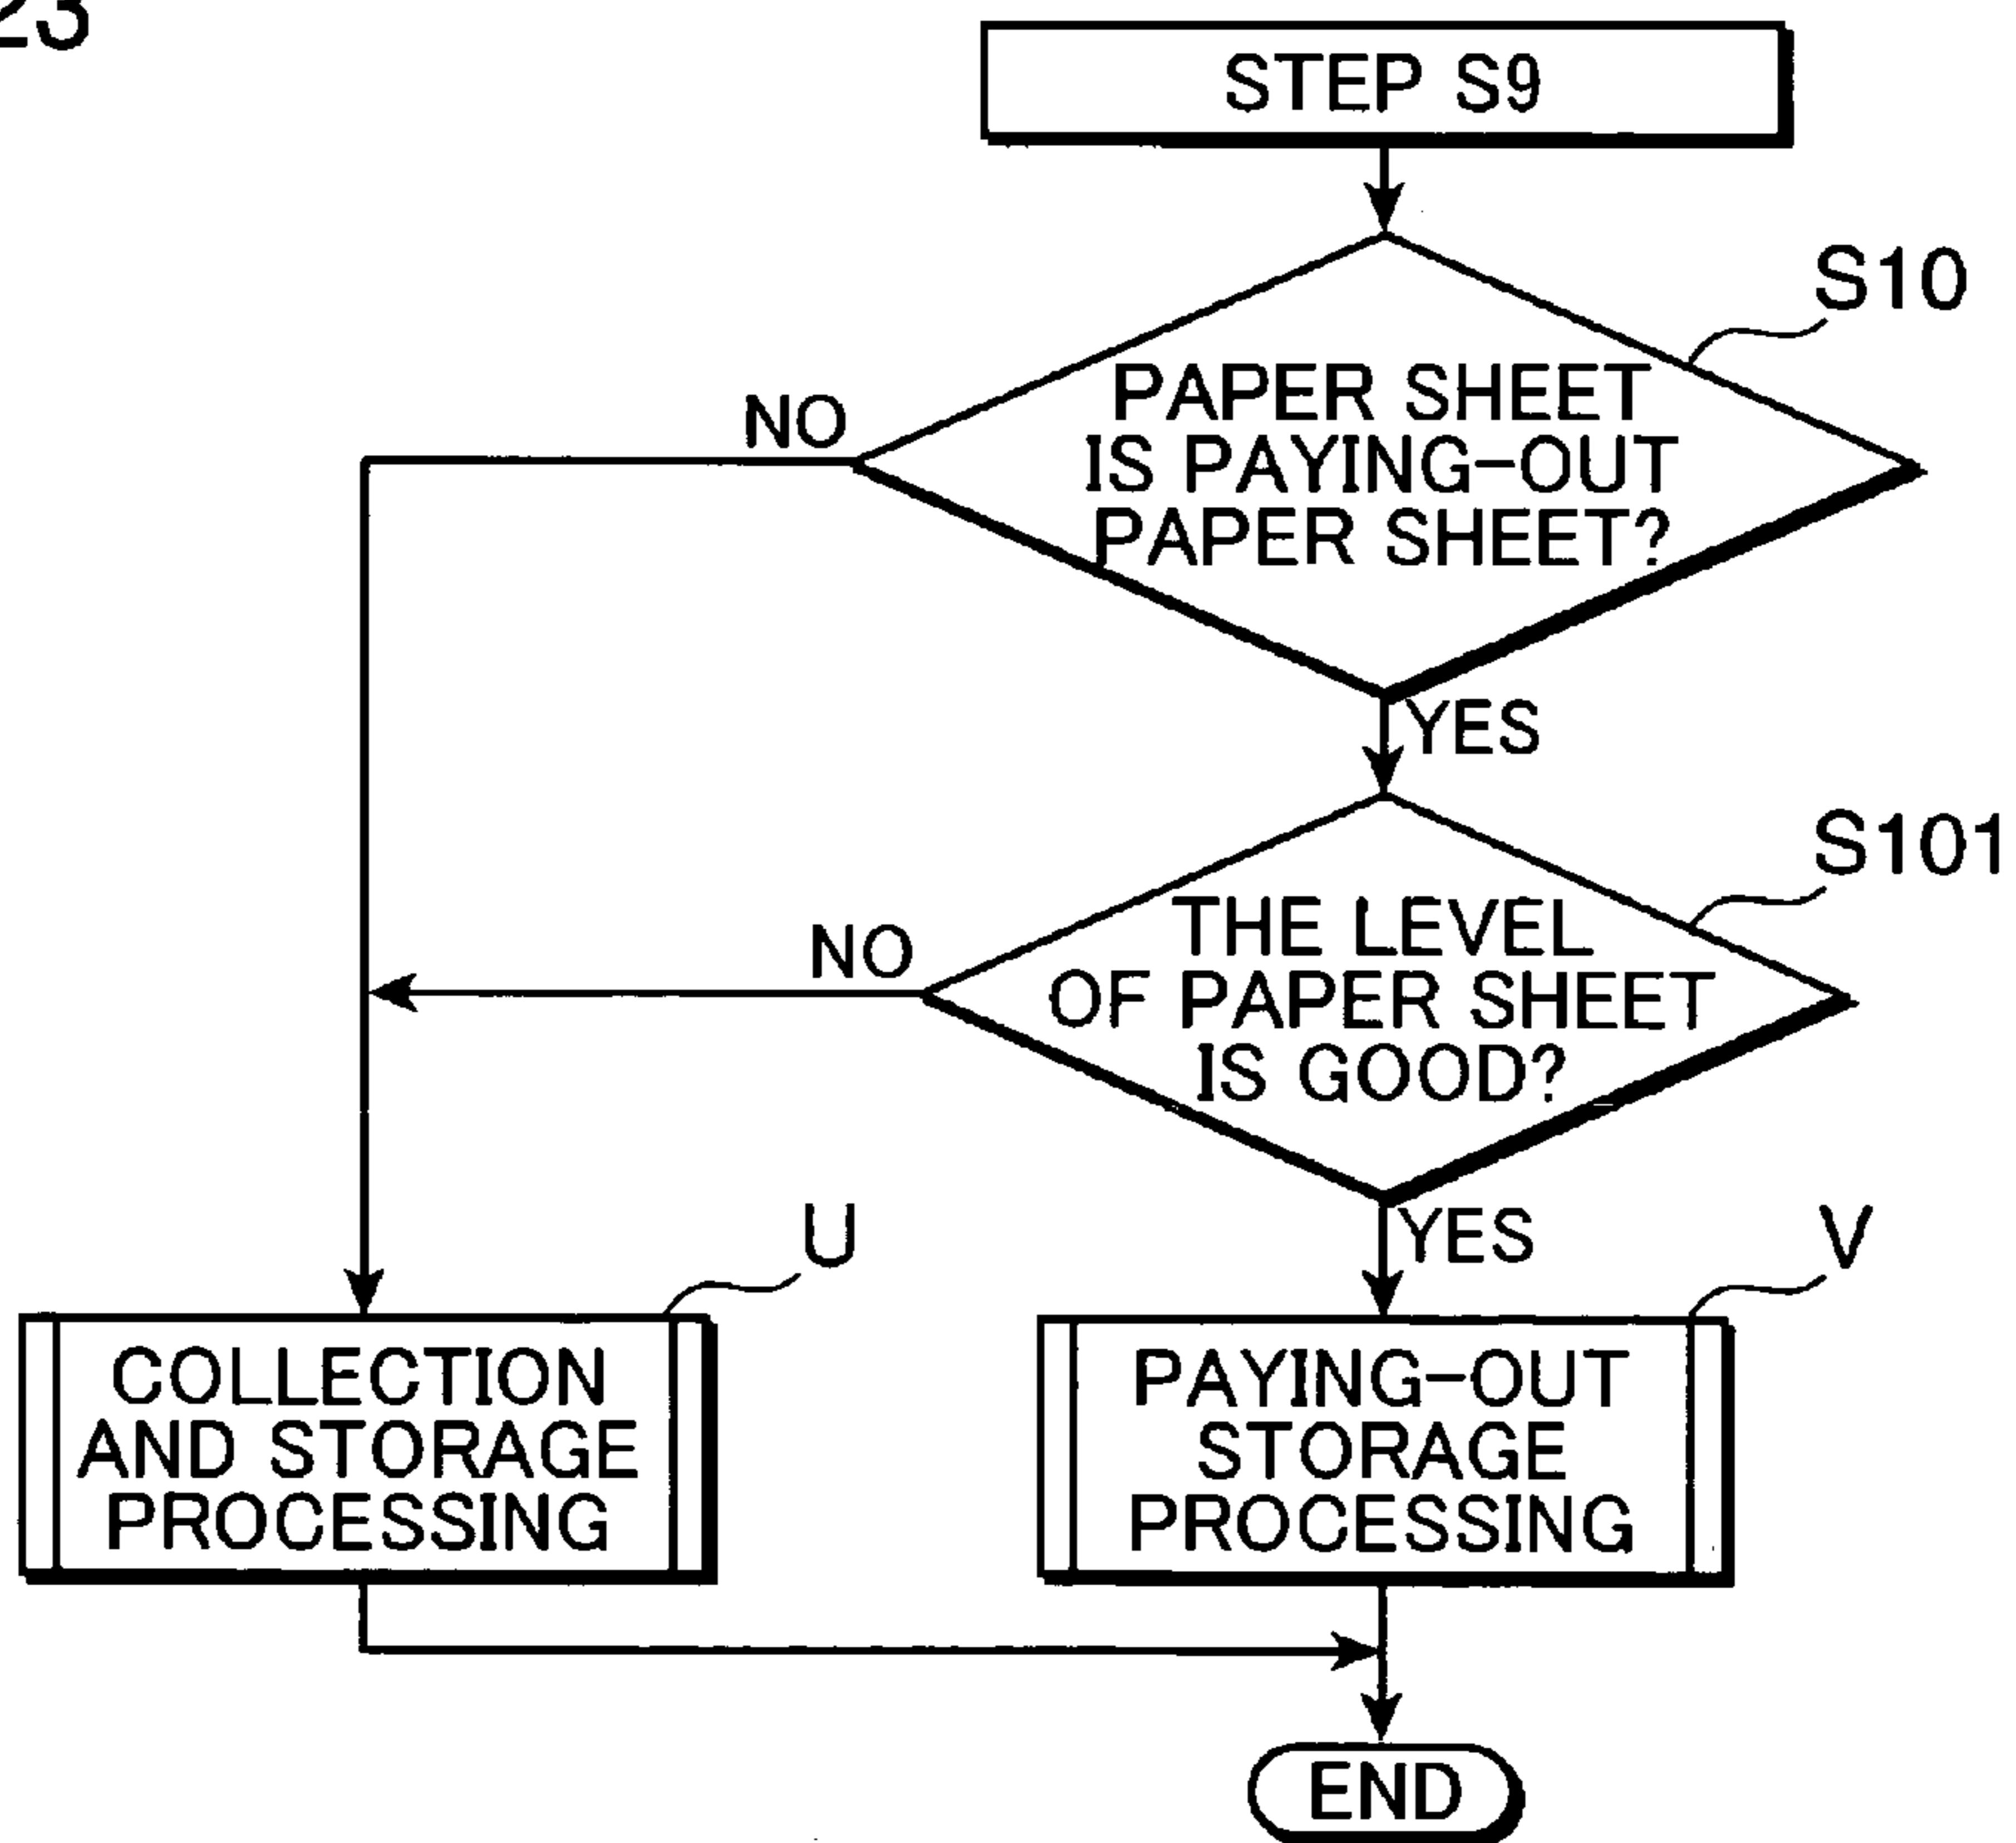 23
STEP S9
S10
PAPER SHEET
IS PAYING-OUT
PAPER SHEET?
NO
YES
S101
THE LEVEL
OF PAPER SHEET
IS GOOD?
NO
YES
U
V
COLLECTION
AND STORAGE
PROCESSING
PAYING-OUT
STORAGE
PROCESSING
END